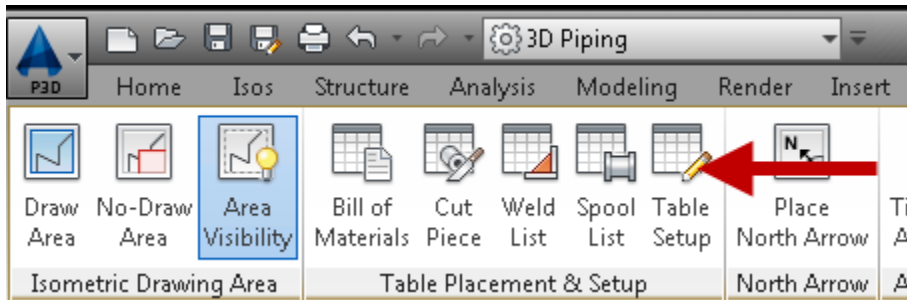 3D Piping
P3D Home Isos Structure Analysis Modeling Render Insert
Draw No-Draw Area Bill of Cut Weld Spool Table Place
Area Area Visibility Materials Piece List List Setup North Arrow
Isometric Drawing Area Table Placement & Setup North Arrow